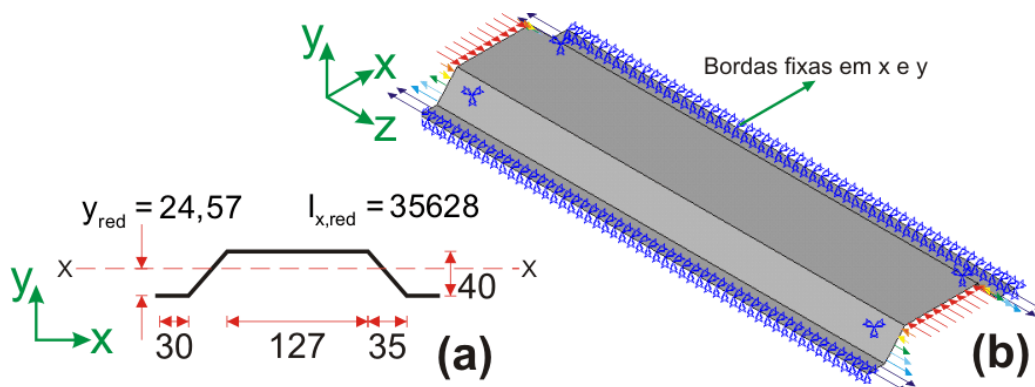 y
x
z
Bordas fixas em x e y
y_red = 24,57
I_x,red = 35628
x
x
40
y
x
30
127
35
(a)
(b)